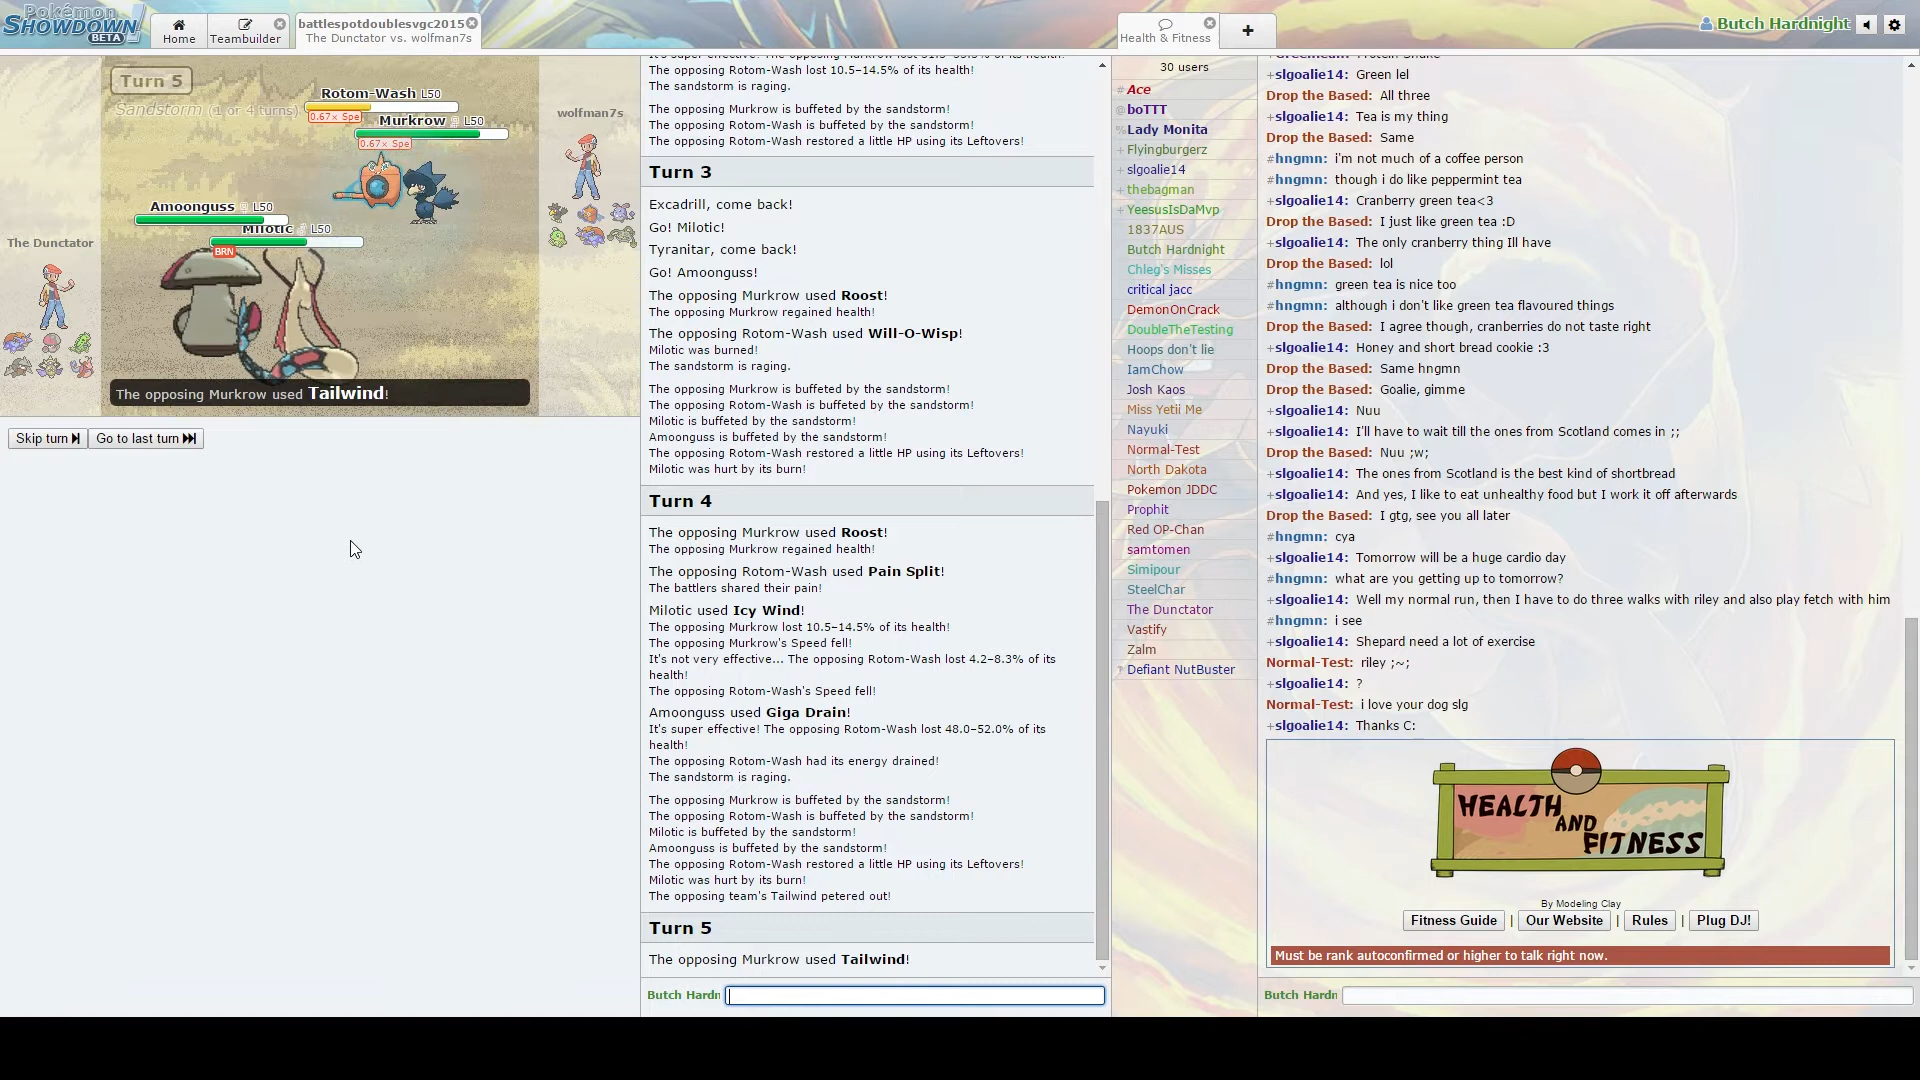 Pokémon
SHOWDOWN!
BETA
Home
Teambuilder
battlespotdoublesvgc2015
The Dunctator vs. wolfman7s
Health & Fitness
+
Butch Hardnight
Turn 5
Sandstorm (1 or 4 turns)
Rotom-Wash L50
0.67× Spe
Murkrow L50
0.67× Spe
Amoonguss L50
Milotic L50
BRN
The Dunctator
wolfman7s
The opposing Murkrow used Tailwind!
Skip turn
Go to last turn
The opposing Rotom-Wash lost 10.5–14.5% of its health!
The sandstorm is raging.
The opposing Murkrow is buffeted by the sandstorm!
The opposing Rotom-Wash is buffeted by the sandstorm!
The opposing Rotom-Wash restored a little HP using its Leftovers!
Turn 3
Excadrill, come back!
Go! Milotic!
Tyranitar, come back!
Go! Amoonguss!
The opposing Murkrow used Roost!
The opposing Murkrow regained health!
The opposing Rotom-Wash used Will-O-Wisp!
Milotic was burned!
The sandstorm is raging.
The opposing Murkrow is buffeted by the sandstorm!
The opposing Rotom-Wash is buffeted by the sandstorm!
Milotic is buffeted by the sandstorm!
Amoonguss is buffeted by the sandstorm!
The opposing Rotom-Wash restored a little HP using its Leftovers!
Milotic was hurt by its burn!
Turn 4
The opposing Murkrow used Roost!
The opposing Murkrow regained health!
The opposing Rotom-Wash used Pain Split!
The battlers shared their pain!
Milotic used Icy Wind!
The opposing Murkrow lost 10.5–14.5% of its health!
The opposing Murkrow's Speed fell!
It's not very effective... The opposing Rotom-Wash lost 4.2–8.3% of its
health!
The opposing Rotom-Wash's Speed fell!
Amoonguss used Giga Drain!
It's super effective! The opposing Rotom-Wash lost 48.0–52.0% of its
health!
The opposing Rotom-Wash had its energy drained!
The sandstorm is raging.
The opposing Murkrow is buffeted by the sandstorm!
The opposing Rotom-Wash is buffeted by the sandstorm!
Milotic is buffeted by the sandstorm!
Amoonguss is buffeted by the sandstorm!
The opposing Rotom-Wash restored a little HP using its Leftovers!
Milotic was hurt by its burn!
The opposing team's Tailwind petered out!
Turn 5
The opposing Murkrow used Tailwind!
Butch Hardn
30 users
#Ace
@boTTT
%Lady Monita
+Flyingburgerz
+slgoalie14
+thebagman
+YeesusIsDaMvp
1837AUS
Butch Hardnight
Chleg's Misses
critical jacc
DemonOnCrack
DoubleTheTesting
Hoops don't lie
IamChow
Josh Kaos
Miss Yetii Me
Nayuki
Normal-Test
North Dakota
Pokemon JDDC
Prophit
Red OP-Chan
samtomen
Simipour
SteelChar
The Dunctator
Vastify
Zalm
?Defiant NutBuster
+slgoalie14: Green lel
Drop the Based: All three
+slgoalie14: Tea is my thing
Drop the Based: Same
#hngmn: i'm not much of a coffee person
#hngmn: though i do like peppermint tea
+slgoalie14: Cranberry green tea<3
Drop the Based: I just like green tea :D
+slgoalie14: The only cranberry thing Ill have
Drop the Based: lol
#hngmn: green tea is nice too
#hngmn: although i don't like green tea flavoured things
Drop the Based: I agree though, cranberries do not taste right
+slgoalie14: Honey and short bread cookie :3
Drop the Based: Same hngmn
Drop the Based: Goalie, gimme
+slgoalie14: Nuu
+slgoalie14: I'll have to wait till the ones from Scotland comes in ;;
Drop the Based: Nuu ;w;
+slgoalie14: The ones from Scotland is the best kind of shortbread
+slgoalie14: And yes, I like to eat unhealthy food but I work it off afterwards
Drop the Based: I gtg, see you all later
#hngmn: cya
+slgoalie14: Tomorrow will be a huge cardio day
#hngmn: what are you getting up to tomorrow?
+slgoalie14: Well my normal run, then I have to do three walks with riley and also play fetch with him
#hngmn: i see
+slgoalie14: Shepard need a lot of exercise
Normal-Test: riley ;~;
+slgoalie14: ?
Normal-Test: i love your dog slg
+slgoalie14: Thanks C:
HEALTH
AND
FITNESS
By Modeling Clay
Fitness Guide | Our Website | Rules | Plug DJ!
Must be rank autoconfirmed or higher to talk right now.
Butch Hardn